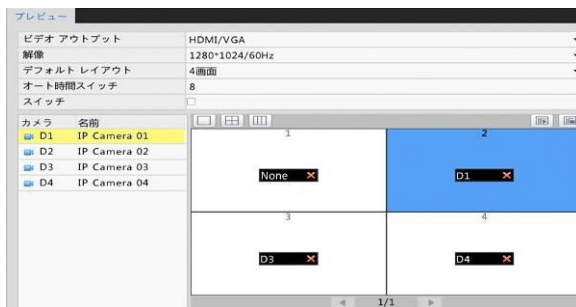 プレビュー
ビデオ アウトプット HDMI/VGA
解像 1280*1024/60Hz
デフォルト レイアウト 4画面
オート時間スイッチ 8
スイッチ
カメラ 名前
D1 IP Camera 01
D2 IP Camera 02
D3 IP Camera 03
D4 IP Camera 04
1 2
None D1
3 4
D3 D4
1/1